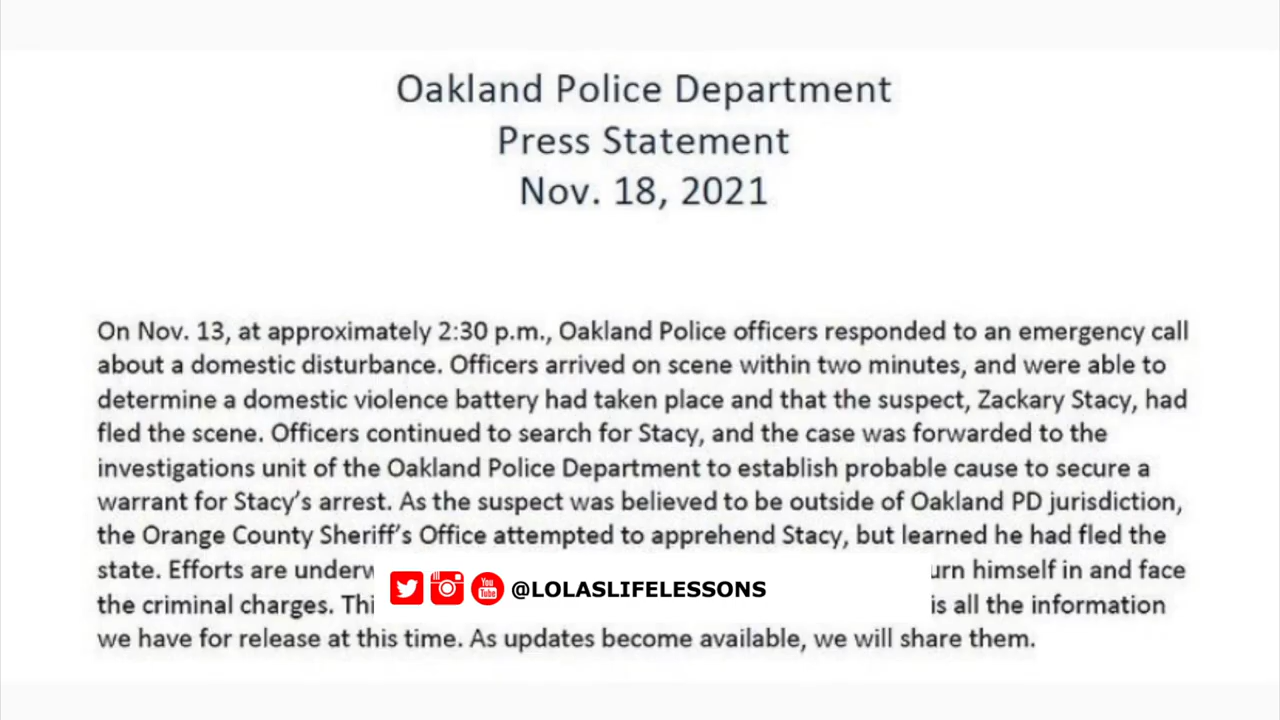 Oakland Police Department
Press Statement
Nov. 18, 2021
On Nov. 13, at approximately 2:30 p.m., Oakland Police officers responded to an emergency call
about a domestic disturbance. Officers arrived on scene within two minutes, and were able to
determine a domestic violence battery had taken place and that the suspect, Zackary Stacy, had
fled the scene. Officers continued to search for Stacy, and the case was forwarded to the
investigations unit of the Oakland Police Department to establish probable cause to secure a
warrant for Stacy's arrest. As the suspect was believed to be outside of Oakland PD jurisdiction,
the Orange County Sheriff's Office attempted to apprehend Stacy, but learned he had fled the
state. Efforts are himself in and face
the criminal charges. is all the information
You Tube @LOLASLIFELESSONS
we have for release at this time. As updates become available, we will share them.